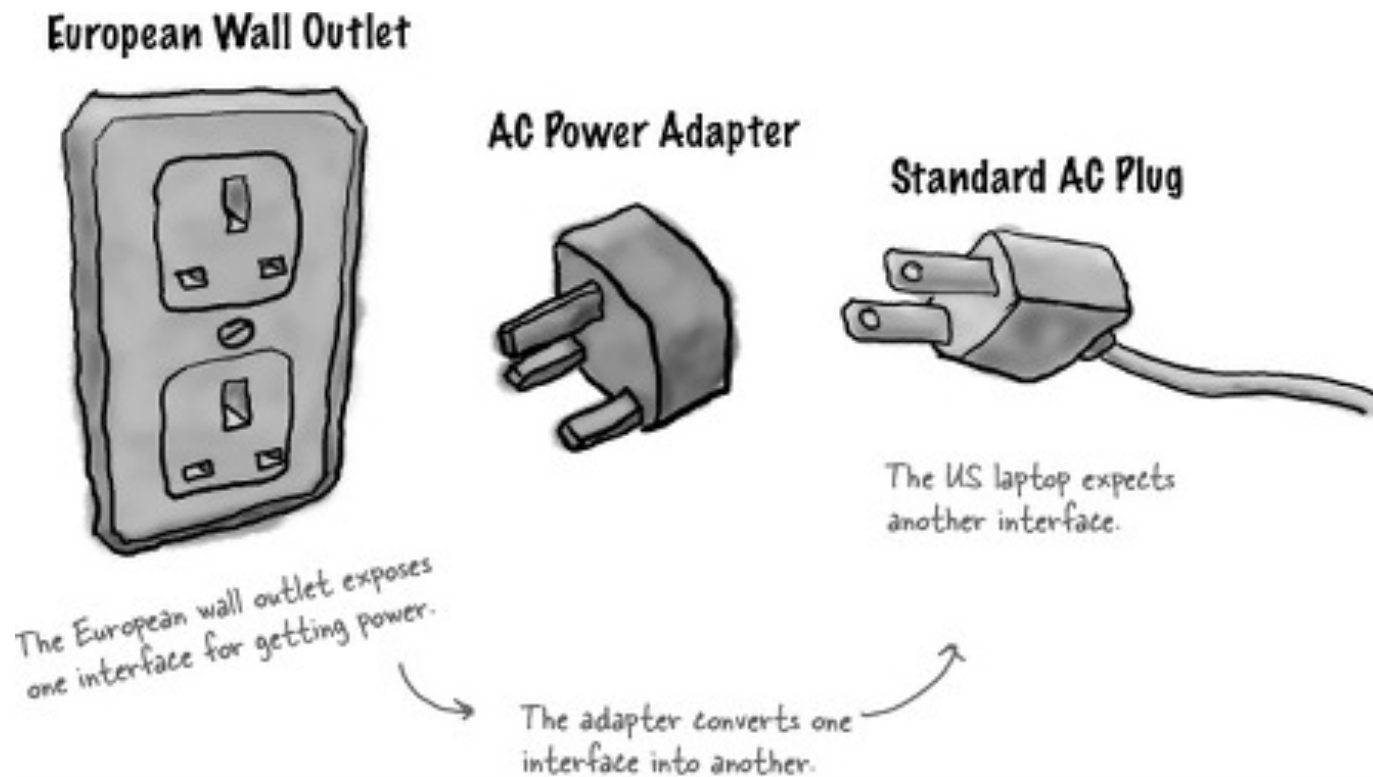 European Wall Outlet
AC Power Adapter
Standard AC Plug
The US laptop expects
another interface.
The European wall outlet exposes
one interface for getting power.
The adapter converts one
interface into another.